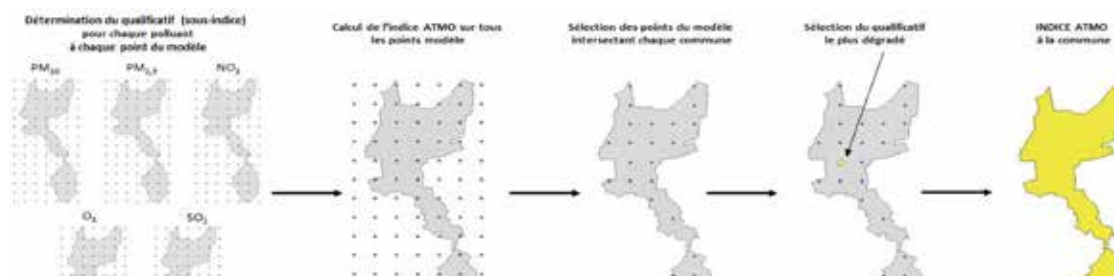 Détermination du qualificatif (sous-indice)
pour chaque polluant
à chaque point du modèle
PM₁₀
PM₂,₅
NO₂
O₃
SO₂
Calcul de l'indice ATMO sur tous
les points modèle
Sélection des points du modèle
intersectant chaque commune
Sélection du qualificatif
le plus dégradé
INDICE ATMO
à la commune